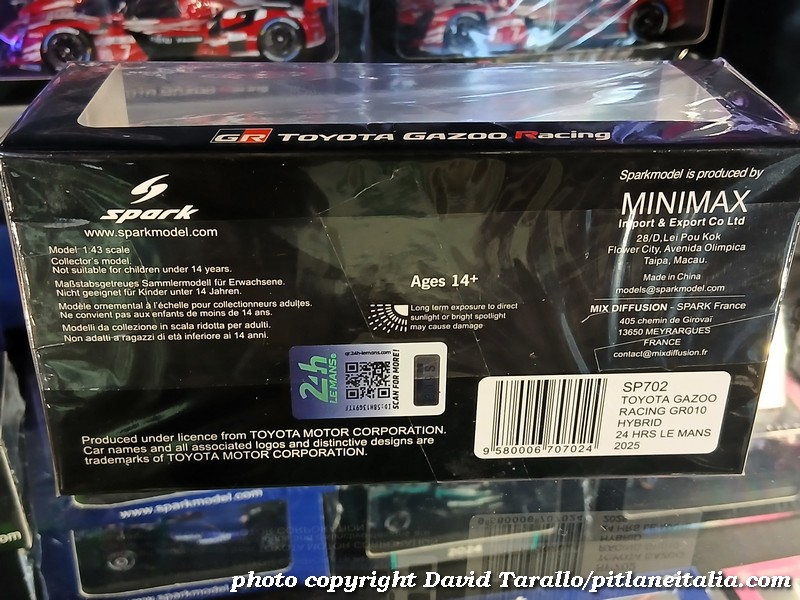 GR TOYOTA GAZOO Racing
spark
www.sparkmodel.com
Model: 1:43 scale
Collector's model.
Not suitable for children under 14 years.
Maßstabsgetreues Sammlermodell für Erwachsene.
Nicht geeignet für Kinder unter 14 Jahren.
Modèle ornemental à l'échelle pour collectionneurs adultes.
Ne convient pas aux enfants de moins de 14 ans.
Modelli da collezione in scala ridotta per adulti.
Non adatti a ragazzi di età inferiore ai 14 anni.
Ages 14+
Long term exposure to direct
sunlight or bright spotlight
may cause damage
Sparkmodel is produced by
MINIMAX
Import & Export Co Ltd
28/D,Lei Pou Kok
Flower City, Avenida Olimpica
Taipa, Macau.
Made in China
models@sparkmodel.com
MIX DIFFUSION - SPARK France
405 chemin de Girovai
13650 MEYRARGUES
FRANCE
contact@mixdiffusion.fr
24h
LE MANS
qr.24h-lemans.com
SCAN FOR MORE!
Produced under licence from TOYOTA MOTOR CORPORATION.
Car names and all associated logos and distinctive designs are
trademarks of TOYOTA MOTOR CORPORATION.
9 580006 707024
SP702
TOYOTA GAZOO
RACING GR010
HYBRID
24 HRS LE MANS
2025
www.sparkmodel.com
photo copyright David Tarallo/pitlaneitalia.com